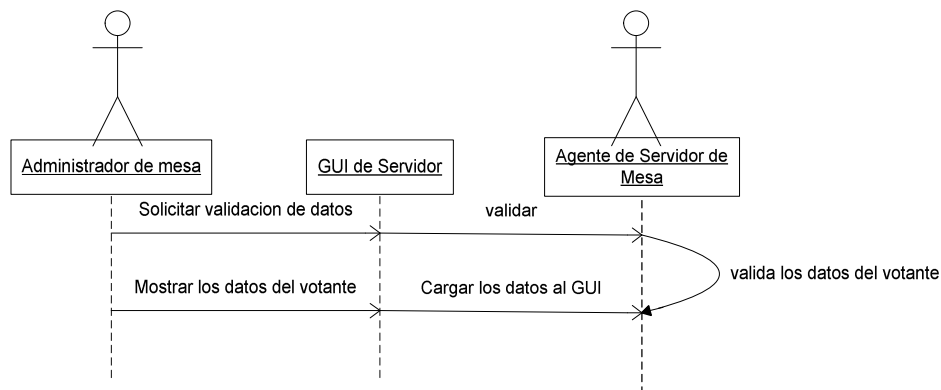 Administrador de mesa
GUI de Servidor
Agente de Servidor de
Mesa
Solicitar validacion de datos
validar
valida los datos del votante
Mostrar los datos del votante
Cargar los datos al GUI